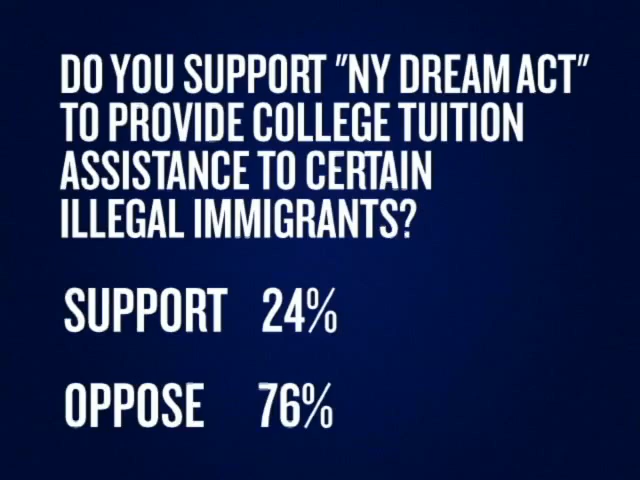 DO YOU SUPPORT "NY DREAM ACT"
TO PROVIDE COLLEGE TUITION
ASSISTANCE TO CERTAIN
ILLEGAL IMMIGRANTS?
SUPPORT 24%
OPPOSE 76%